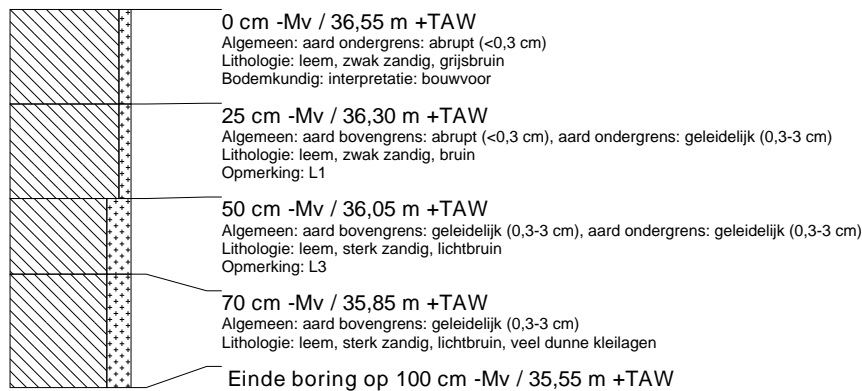 0 cm -Mv / 36,55 m +TAW
Algemeen: aard ondergrens: abrupt (<0,3 cm)
Lithologie: leem, zwak zandig, grijsbruin
Bodemkundig: interpretatie: bouwvoor
25 cm -Mv / 36,30 m +TAW
Algemeen: aard bovengrens: abrupt (<0,3 cm), aard ondergrens: geleidelijk (0,3-3 cm)
Lithologie: leem, zwak zandig, bruin
Opmerking: L1
50 cm -Mv / 36,05 m +TAW
Algemeen: aard bovengrens: geleidelijk (0,3-3 cm), aard ondergrens: geleidelijk (0,3-3 cm)
Lithologie: leem, sterk zandig, lichtbruin
Opmerking: L3
70 cm -Mv / 35,85 m +TAW
Algemeen: aard bovengrens: geleidelijk (0,3-3 cm)
Lithologie: leem, sterk zandig, lichtbruin, veel dunne kleilagen
Einde boring op 100 cm -Mv / 35,55 m +TAW